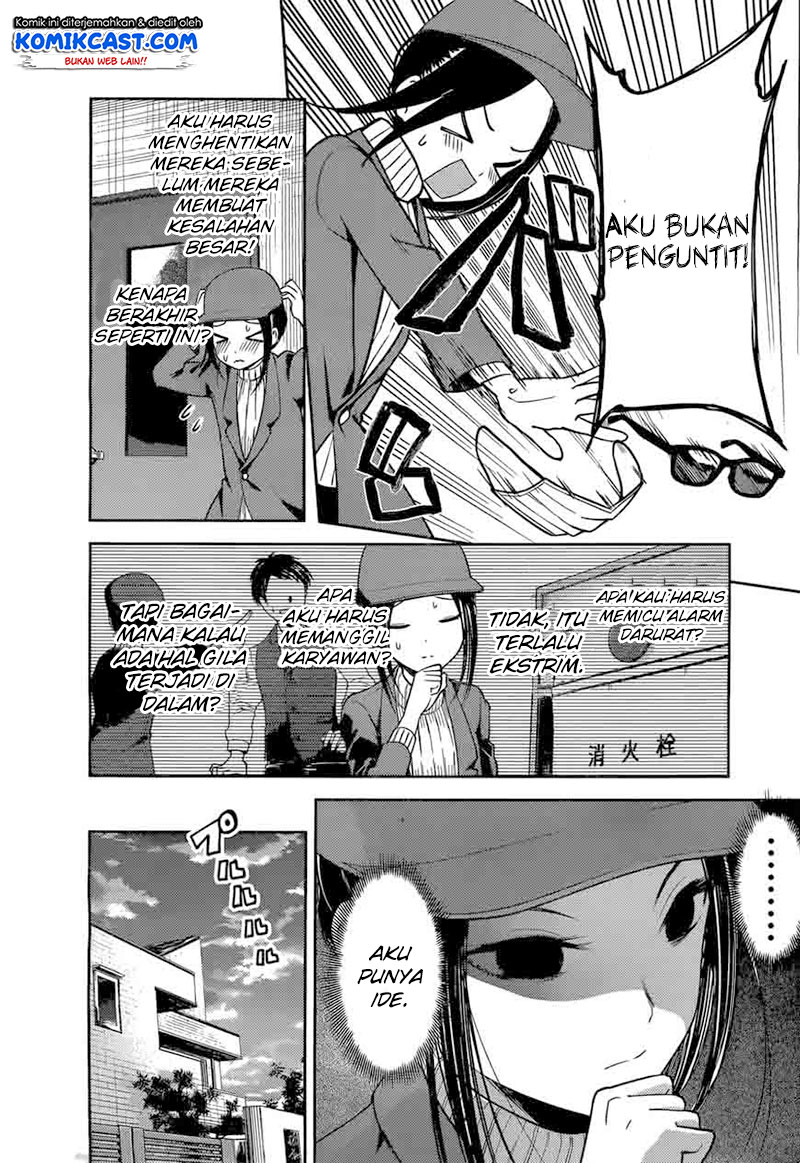 Komik ini diterjemahkan & diedit oleh
KOMIKCAST.COM
BUKAN WEB LAIN!!
AKU BUKAN
PENGUNTIT!
AKU HARUS
MENGHENTIKAN
MEREKA SEBE-
LUM MEREKA
MEMBUAT
KESALAHAN
BESAR!
KENAPA
BERAKHIR
SEPERTI INI?
APA KAU HARUS
MEMICU ALARM
DARURAT?
TIDAK, ITU
TERLALU
EKSTRIM.
APA
AKU HARUS
MEMANGGIL
KARYAWAN?
TAPI BAGAI-
MANA KALAU
ADA HAL GILA
TERJADI DI
DALAM?
消火栓
.........
AKU
PUNYA
IDE.
プルルルル